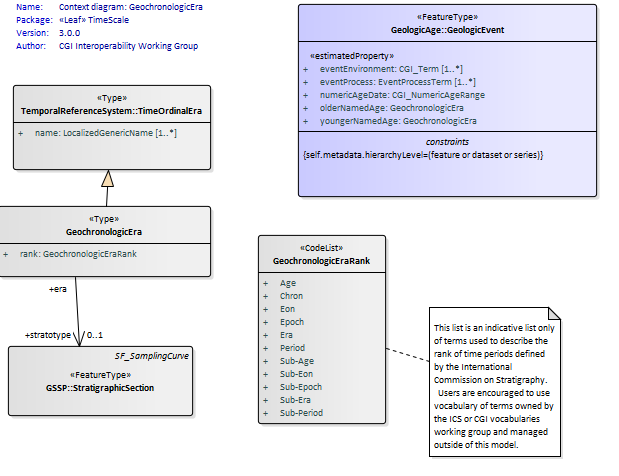 Name: Context diagram: GeochronologicEra
Package: «Leaf» TimeScale
Version: 3.0.0
Author: CGI Interoperability Working Group
«FeatureType»
GeologicAge::GeologicEvent
«estimatedProperty»
+ eventEnvironment: CGI_Term [1..*]
+ eventProcess: EventProcessTerm [1..*]
+ numericAgeDate: CGI_NumericAgeRange
+ olderNamedAge: GeochronologicEra
+ youngerNamedAge: GeochronologicEra
constraints
{self.metadata.hierarchyLevel=(feature or dataset or series)}
«Type»
TemporalReferenceSystem::TimeOrdinalEra
+ name: LocalizedGenericName [1..*]
«Type»
GeochronologicEra
+ rank: GeochronologicEraRank
+era
+stratotype 0..1
SF_SamplingCurve
«FeatureType»
GSSP::StratigraphicSection
«CodeList»
GeochronologicEraRank
+ Age
+ Chron
+ Eon
+ Epoch
+ Era
+ Period
+ Sub-Age
+ Sub-Eon
+ Sub-Epoch
+ Sub-Era
+ Sub-Period
This list is an indicative list only
of terms used to describe the
rank of time periods defined
by the International
Commission on Stratigraphy.
Users are encouraged to use
vocabulary of terms owned by
the ICS or CGI vocabularies
working group and managed
outside of this model.